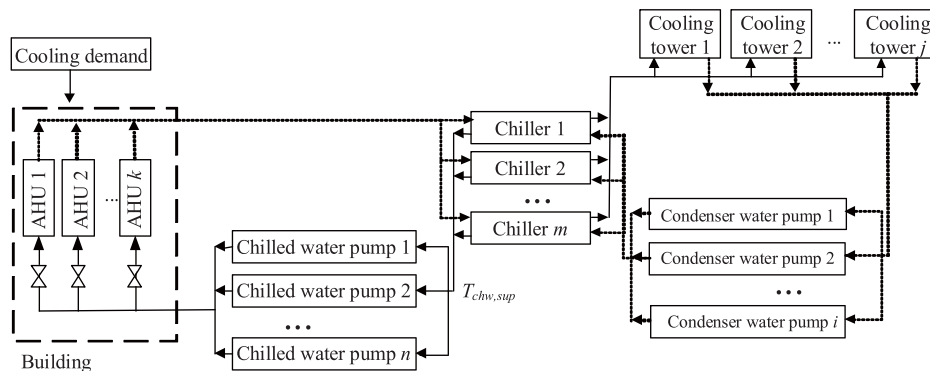 Cooling demand
Cooling
tower 1
Cooling
tower 2
...
Cooling
tower j
AHU 1
AHU 2
...
AHU k
Chiller 1
Chiller 2
...
Chiller m
Chilled water pump 1
Chilled water pump 2
...
Chilled water pump n
T_chw,sup
Condenser water pump 1
Condenser water pump 2
...
Condenser water pump i
Building